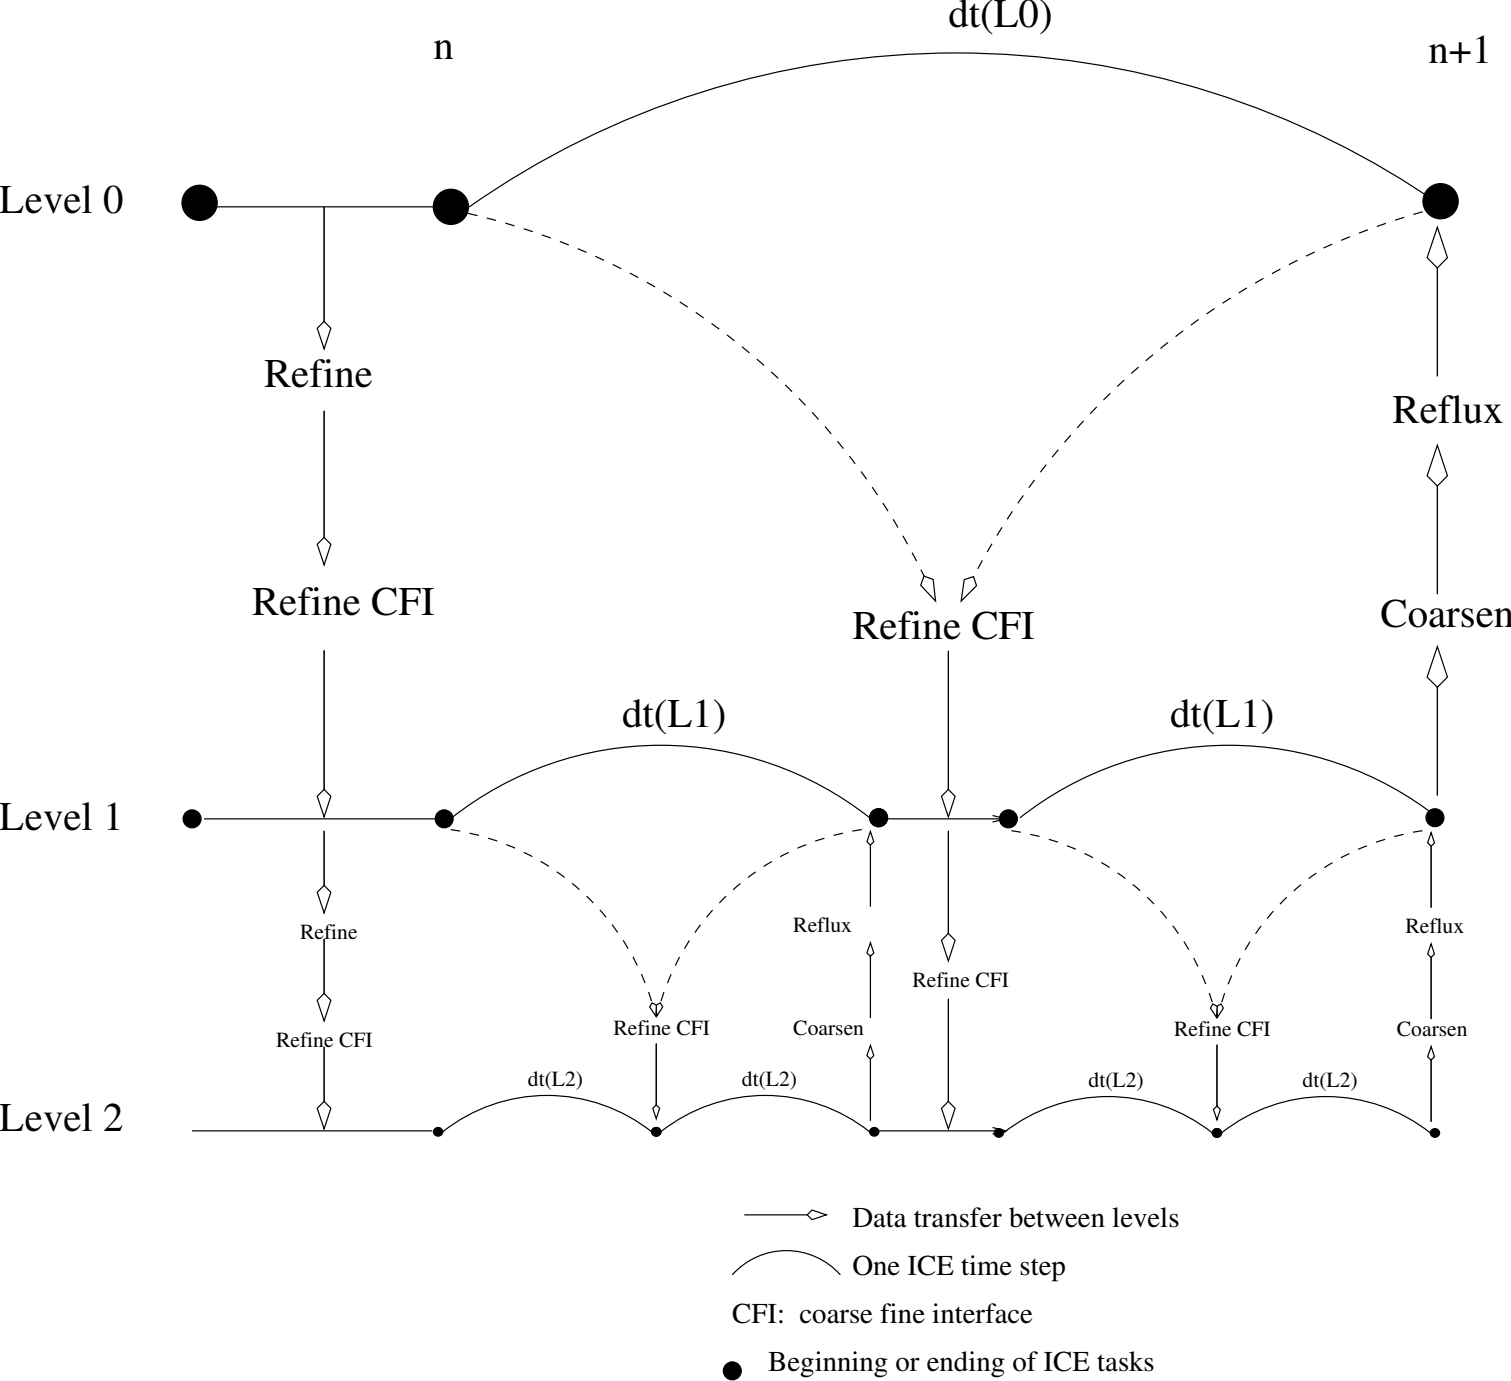 dt(L0)
n
n+1
Level 0
Refine
Reflux
Refine CFI
Refine CFI
Coarsen
dt(L1)
dt(L1)
Level 1
Refine
Reflux
Reflux
Refine CFI
Refine CFI
Refine CFI
Coarsen
Refine CFI
Coarsen
dt(L2)
dt(L2)
dt(L2)
dt(L2)
Level 2
Data transfer between levels
One ICE time step
CFI: coarse fine interface
Beginning or ending of ICE tasks